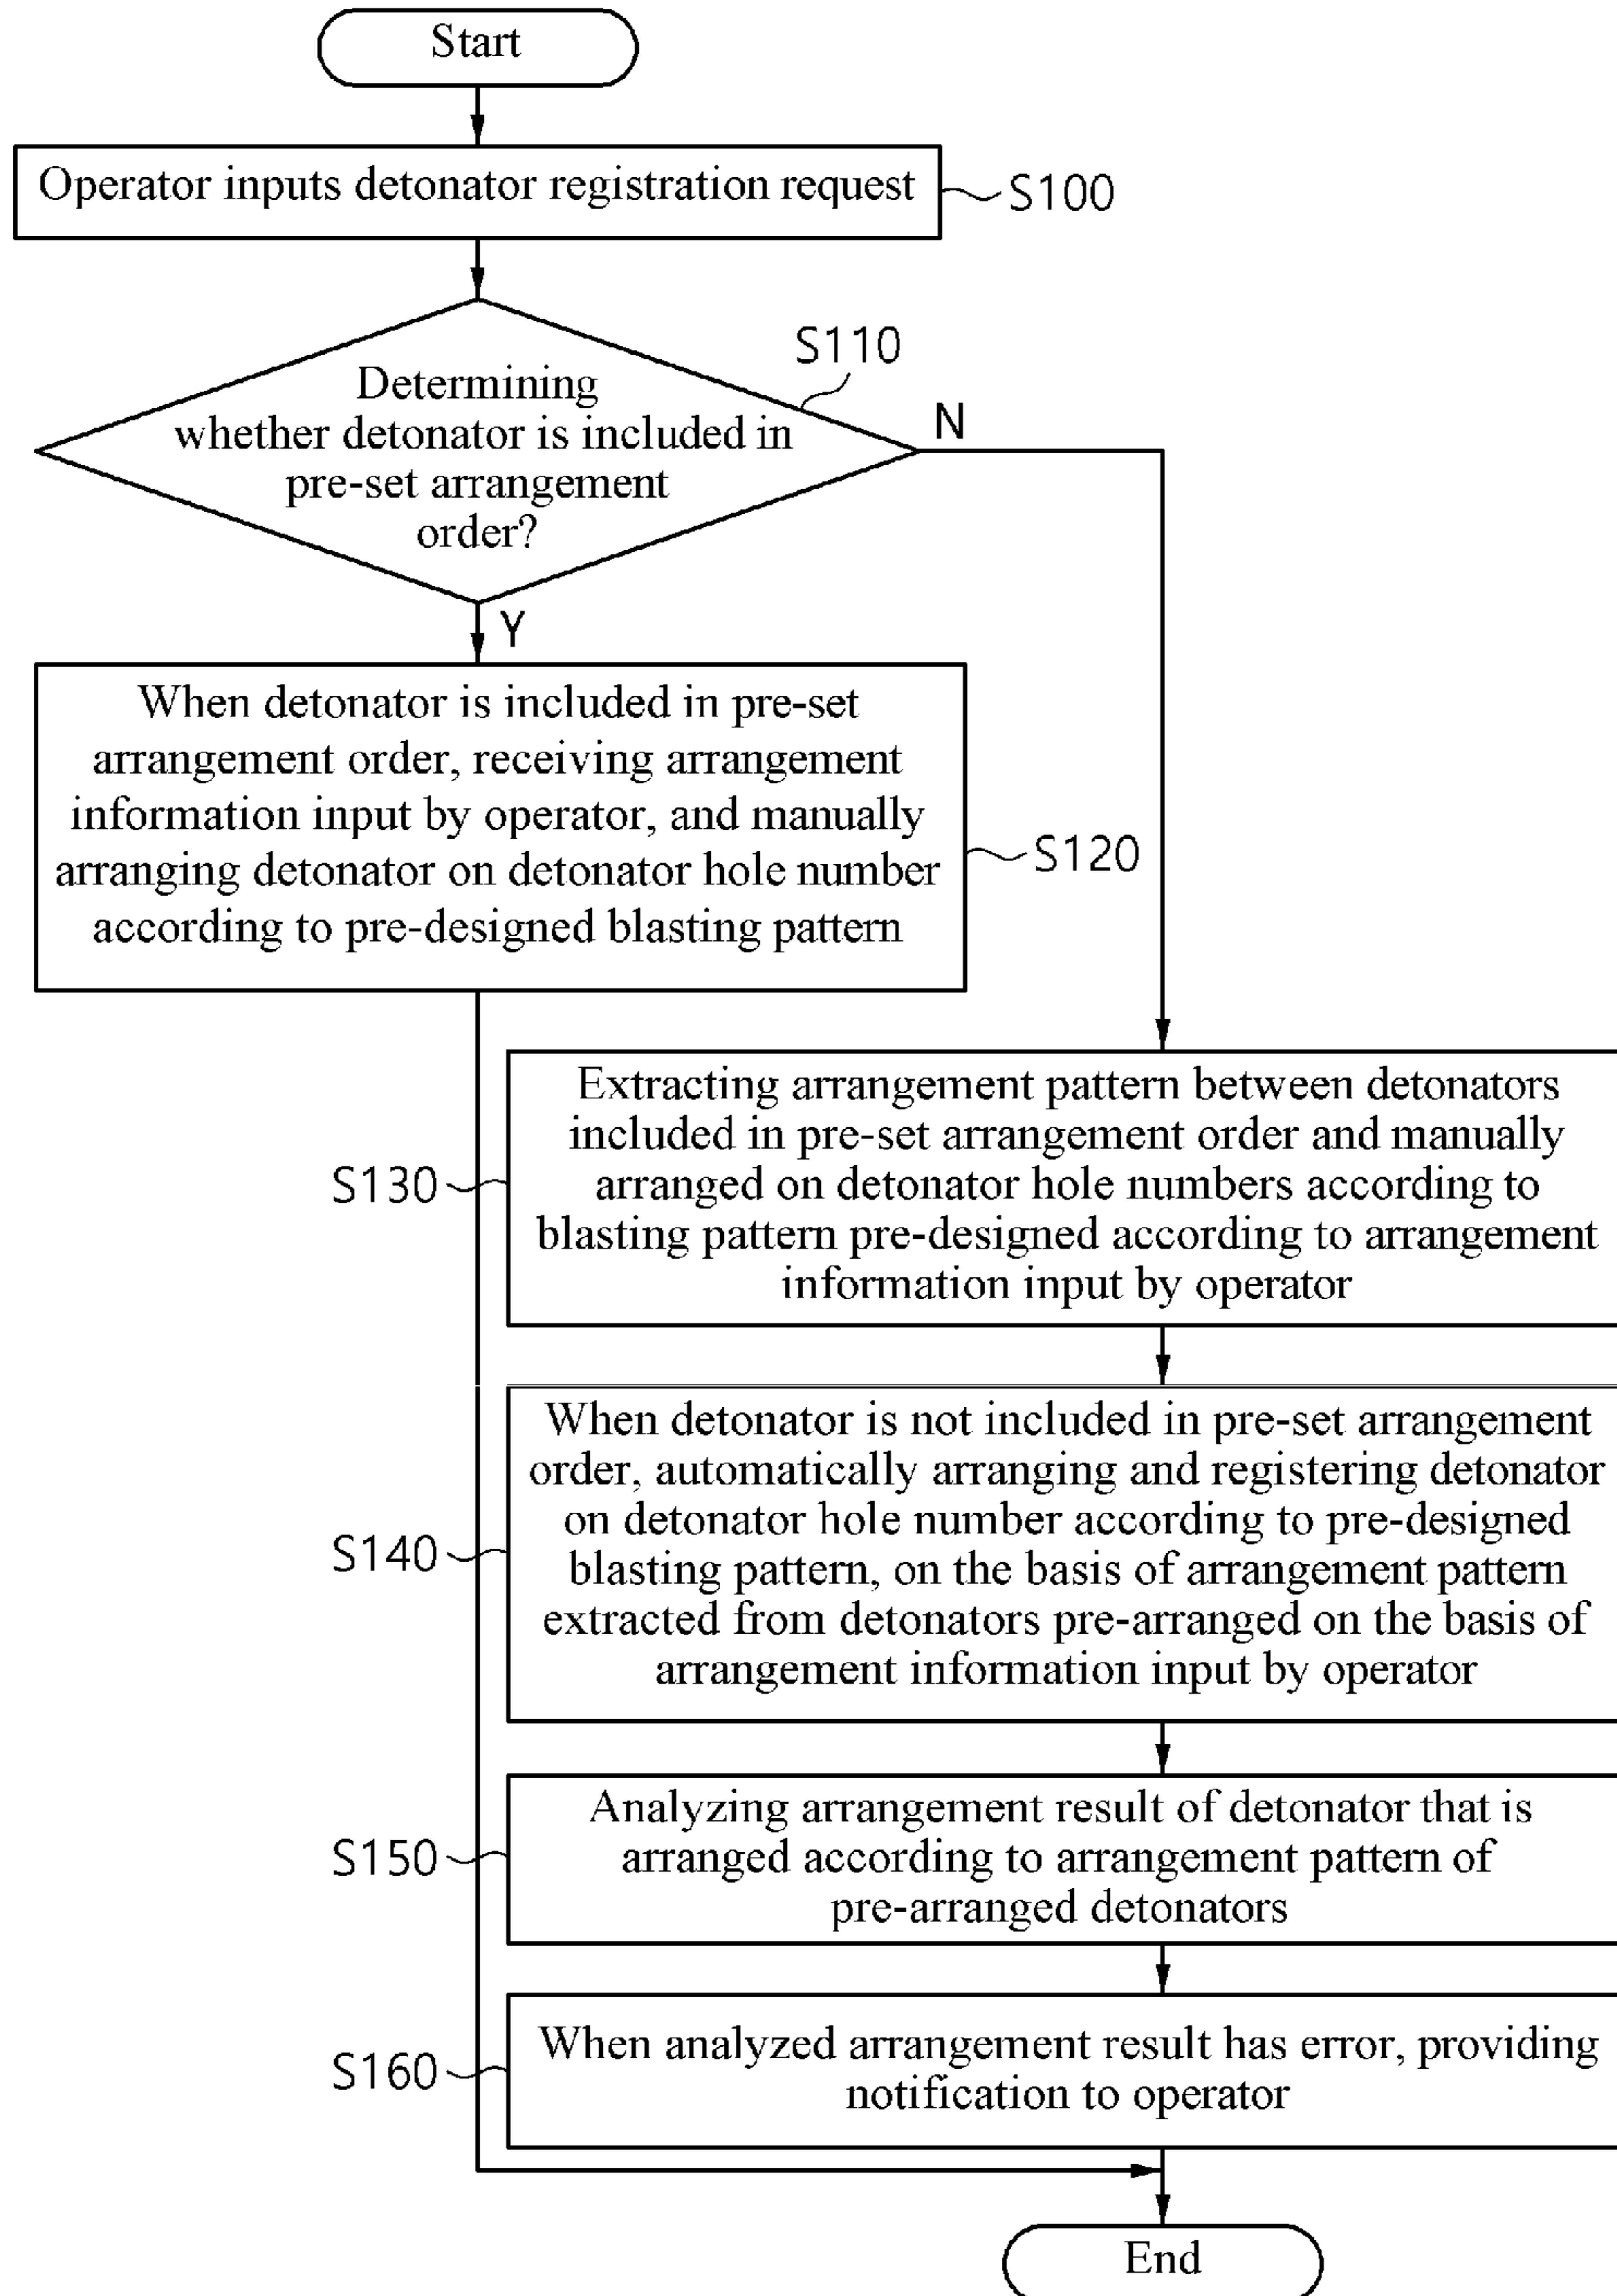 Start
Operator inputs detonator registration request
S100
S110
Determining
whether detonator is included in
pre-set arrangement
order?
N
Y
When detonator is included in pre-set
arrangement order, receiving arrangement
information input by operator, and manually
arranging detonator on detonator hole number
according to pre-designed blasting pattern
S120
Extracting arrangement pattern between detonators
included in pre-set arrangement order and manually
arranged on detonator hole numbers according to
blasting pattern pre-designed according to arrangement
information input by operator
S130
When detonator is not included in pre-set arrangement
order, automatically arranging and registering detonator
on detonator hole number according to pre-designed
blasting pattern, on the basis of arrangement pattern
extracted from detonators pre-arranged on the basis of
arrangement information input by operator
S140
Analyzing arrangement result of detonator that is
arranged according to arrangement pattern of
pre-arranged detonators
S150
When analyzed arrangement result has error, providing
notification to operator
S160
End